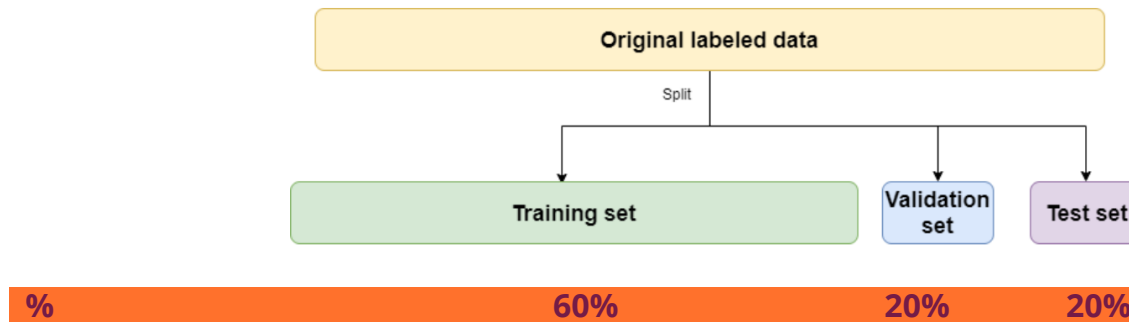 Original labeled data
Split
Training set
Validation
set
Test set
% 60% 20% 20%